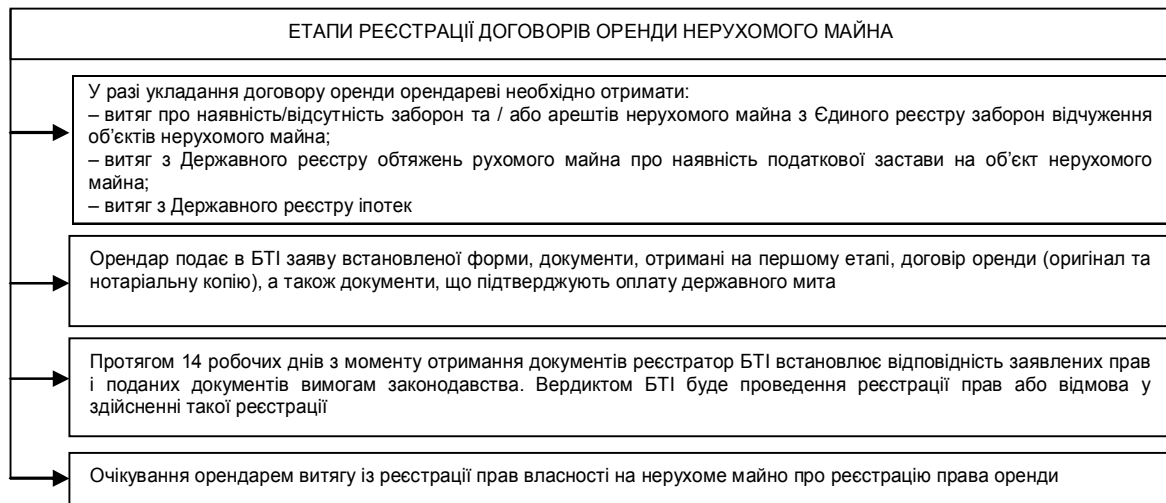 ЕТАПИ РЕЄСТРАЦІЇ ДОГОВОРІВ ОРЕНДИ НЕРУХОМОГО МАЙНА
У разі укладання договору оренди орендареві необхідно отримати:
– витяг про наявність/відсутність заборон та / або арештів нерухомого майна з Єдиного реєстру заборон відчуження
об’єктів нерухомого майна;
– витяг з Державного реєстру обтяжень рухомого майна про наявність податкової застави на об’єкт нерухомого
майна;
– витяг з Державного реєстру іпотек
Орендар подає в БТІ заяву встановленої форми, документи, отримані на першому етапі, договір оренди (оригінал та
нотаріальну копію), а також документи, що підтверджують оплату державного мита
Протягом 14 робочих днів з моменту отримання документів реєстратор БТІ встановлює відповідність заявлених прав
і поданих документів вимогам законодавства. Вердиктом БТІ буде проведення реєстрації прав або відмова у
здійсненні такої реєстрації
Очікування орендарем витягу із реєстрації прав власності на нерухоме майно про реєстрацію права оренди